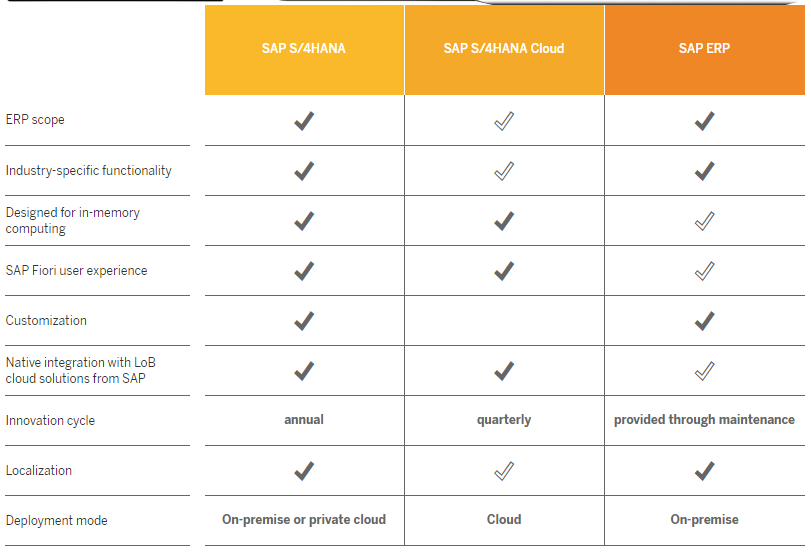 SAP S/4HANA SAP S/4HANA Cloud SAP ERP
ERP scope
Industry-specific functionality
Designed for in-memory
computing
SAP Fiori user experience
Customization
Native integration with LoB
cloud solutions from SAP
Innovation cycle annual quarterly provided through maintenance
Localization
Deployment mode On-premise or private cloud Cloud On-premise